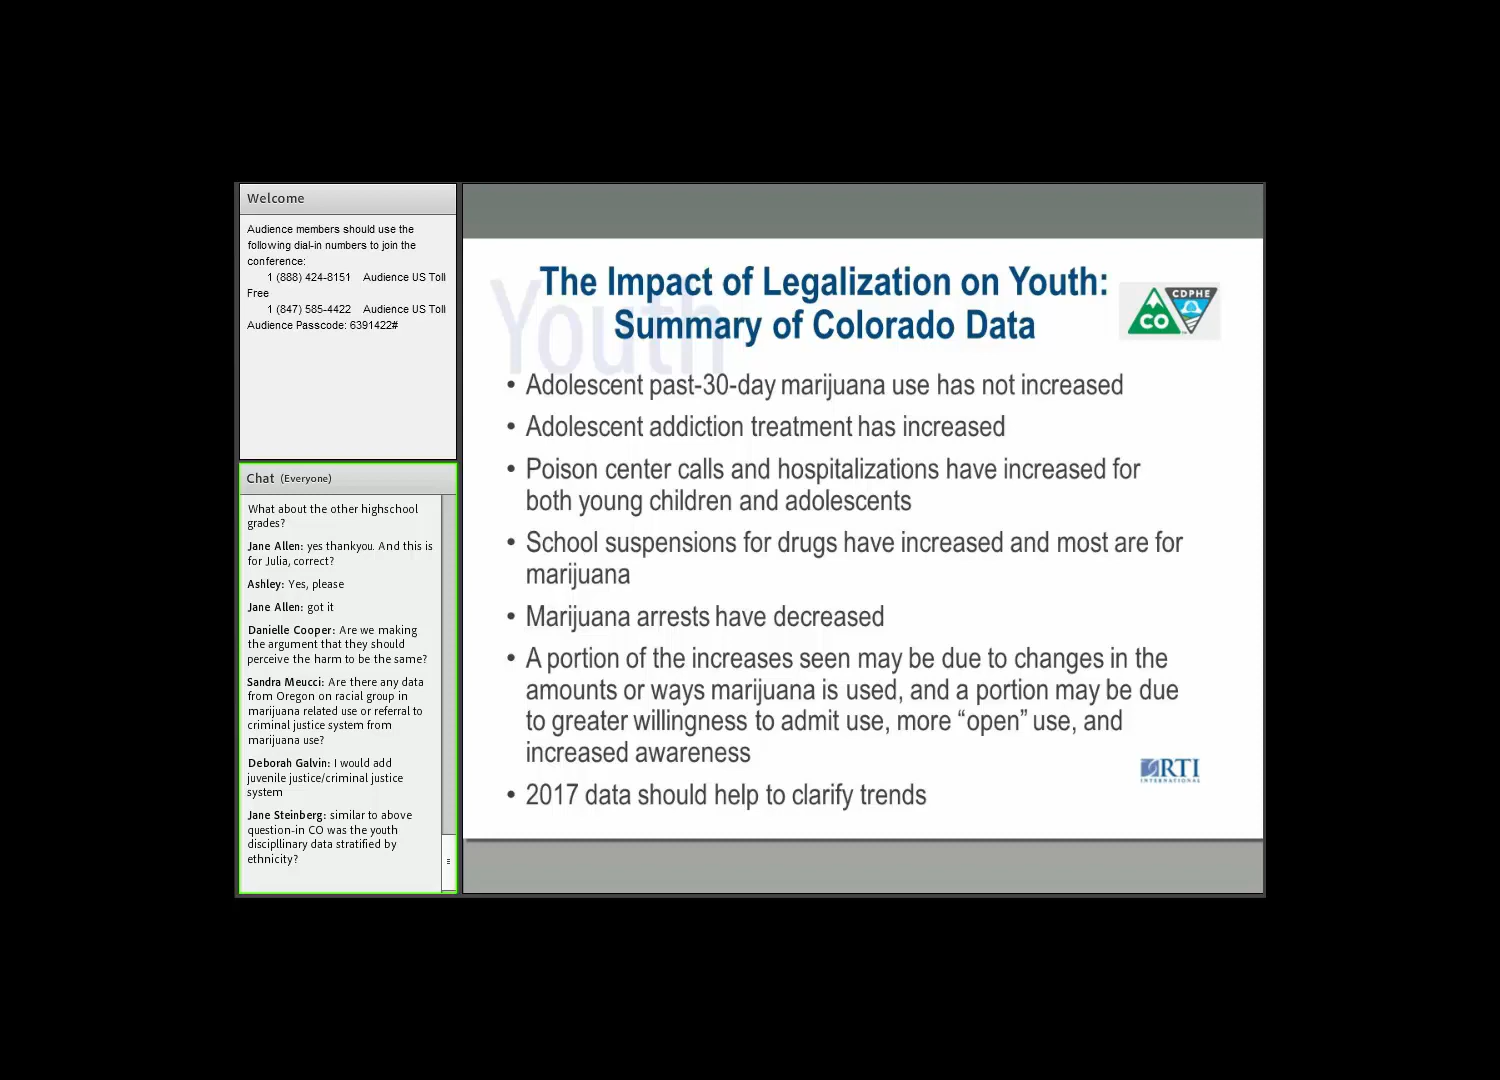 Welcome
Audience members should use the
following dial-in numbers to join the
conference:
1 (888) 424-8151 Audience US Toll
Free
1 (847) 585-4422 Audience US Toll
Audience Passcode: 6391422#
Chat (Everyone)
What about the other highschool
grades?
Jane Allen: yes thankyou. And this is
for Julia, correct?
Ashley: Yes, please
Jane Allen: got it
Danielle Cooper: Are we making
the argument that they should
perceive the harm to be the same?
Sandra Meucci: Are there any data
from Oregon on racial group in
marijuana related use or referral to
criminal justice system from
marijuana use?
Deborah Galvin: I would add
juvenile justice/criminal justice
system
Jane Steinberg: similar to above
question-in CO was the youth
discipllinary data stratified by
ethnicity?
Youth
The Impact of Legalization on Youth:
Summary of Colorado Data
CO
CDPHE
• Adolescent past-30-day marijuana use has not increased
• Adolescent addiction treatment has increased
• Poison center calls and hospitalizations have increased for
both young children and adolescents
• School suspensions for drugs have increased and most are for
marijuana
• Marijuana arrests have decreased
• A portion of the increases seen may be due to changes in the
amounts or ways marijuana is used, and a portion may be due
to greater willingness to admit use, more “open” use, and
increased awareness
• 2017 data should help to clarify trends
RTI
INTERNATIONAL